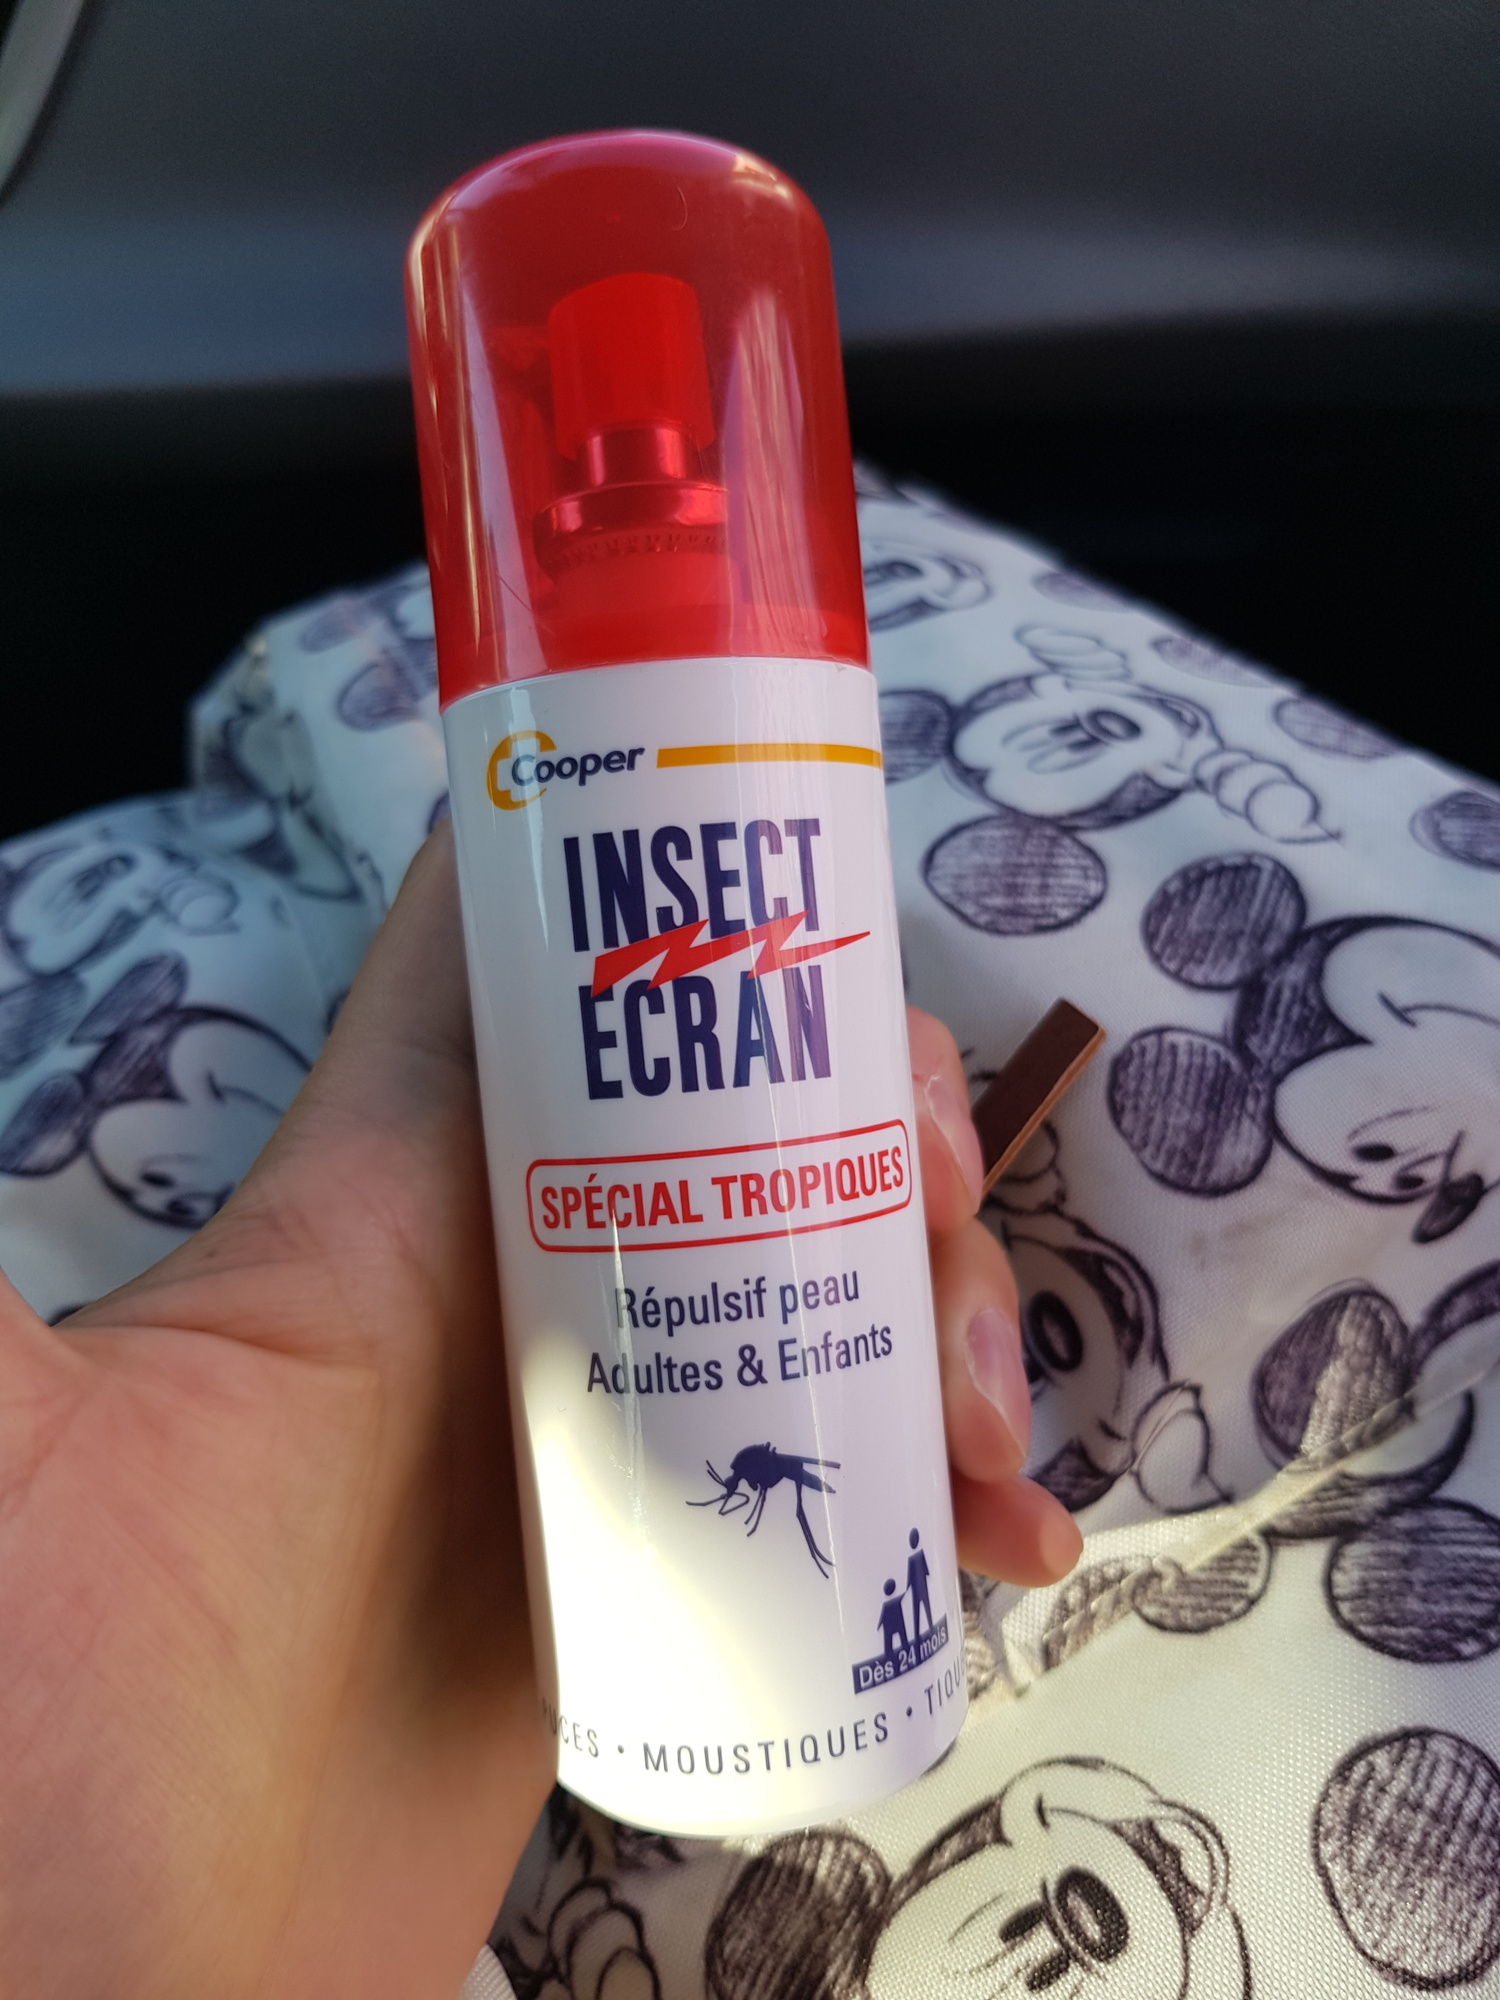 Cooper
INSECT
ECRAN
SPÉCIAL TROPIQUES
Répulsif peau
Adultes & Enfants
Dès 24 mois
• MOUSTIQUES •